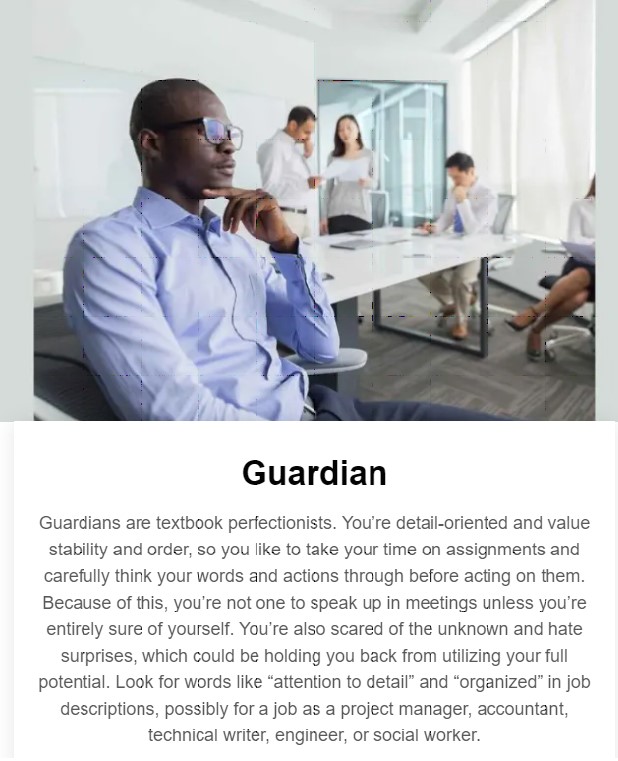 Guardian
Guardians are textbook perfectionists. You’re detail-oriented and value
stability and order, so you like to take your time on assignments and
carefully think your words and actions through before acting on them.
Because of this, you’re not one to speak up in meetings unless you’re
entirely sure of yourself. You’re also scared of the unknown and hate
surprises, which could be holding you back from utilizing your full
potential. Look for words like “attention to detail” and “organized” in job
descriptions, possibly for a job as a project manager, accountant,
technical writer, engineer, or social worker.